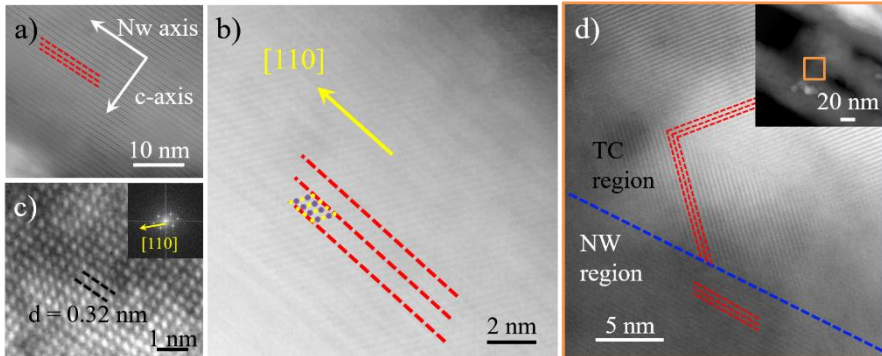 a)
Nw axis
c-axis
10 nm
b)
[110]
2 nm
c)
[110]
d = 0.32 nm
1 nm
d)
20 nm
TC
region
NW
region
5 nm